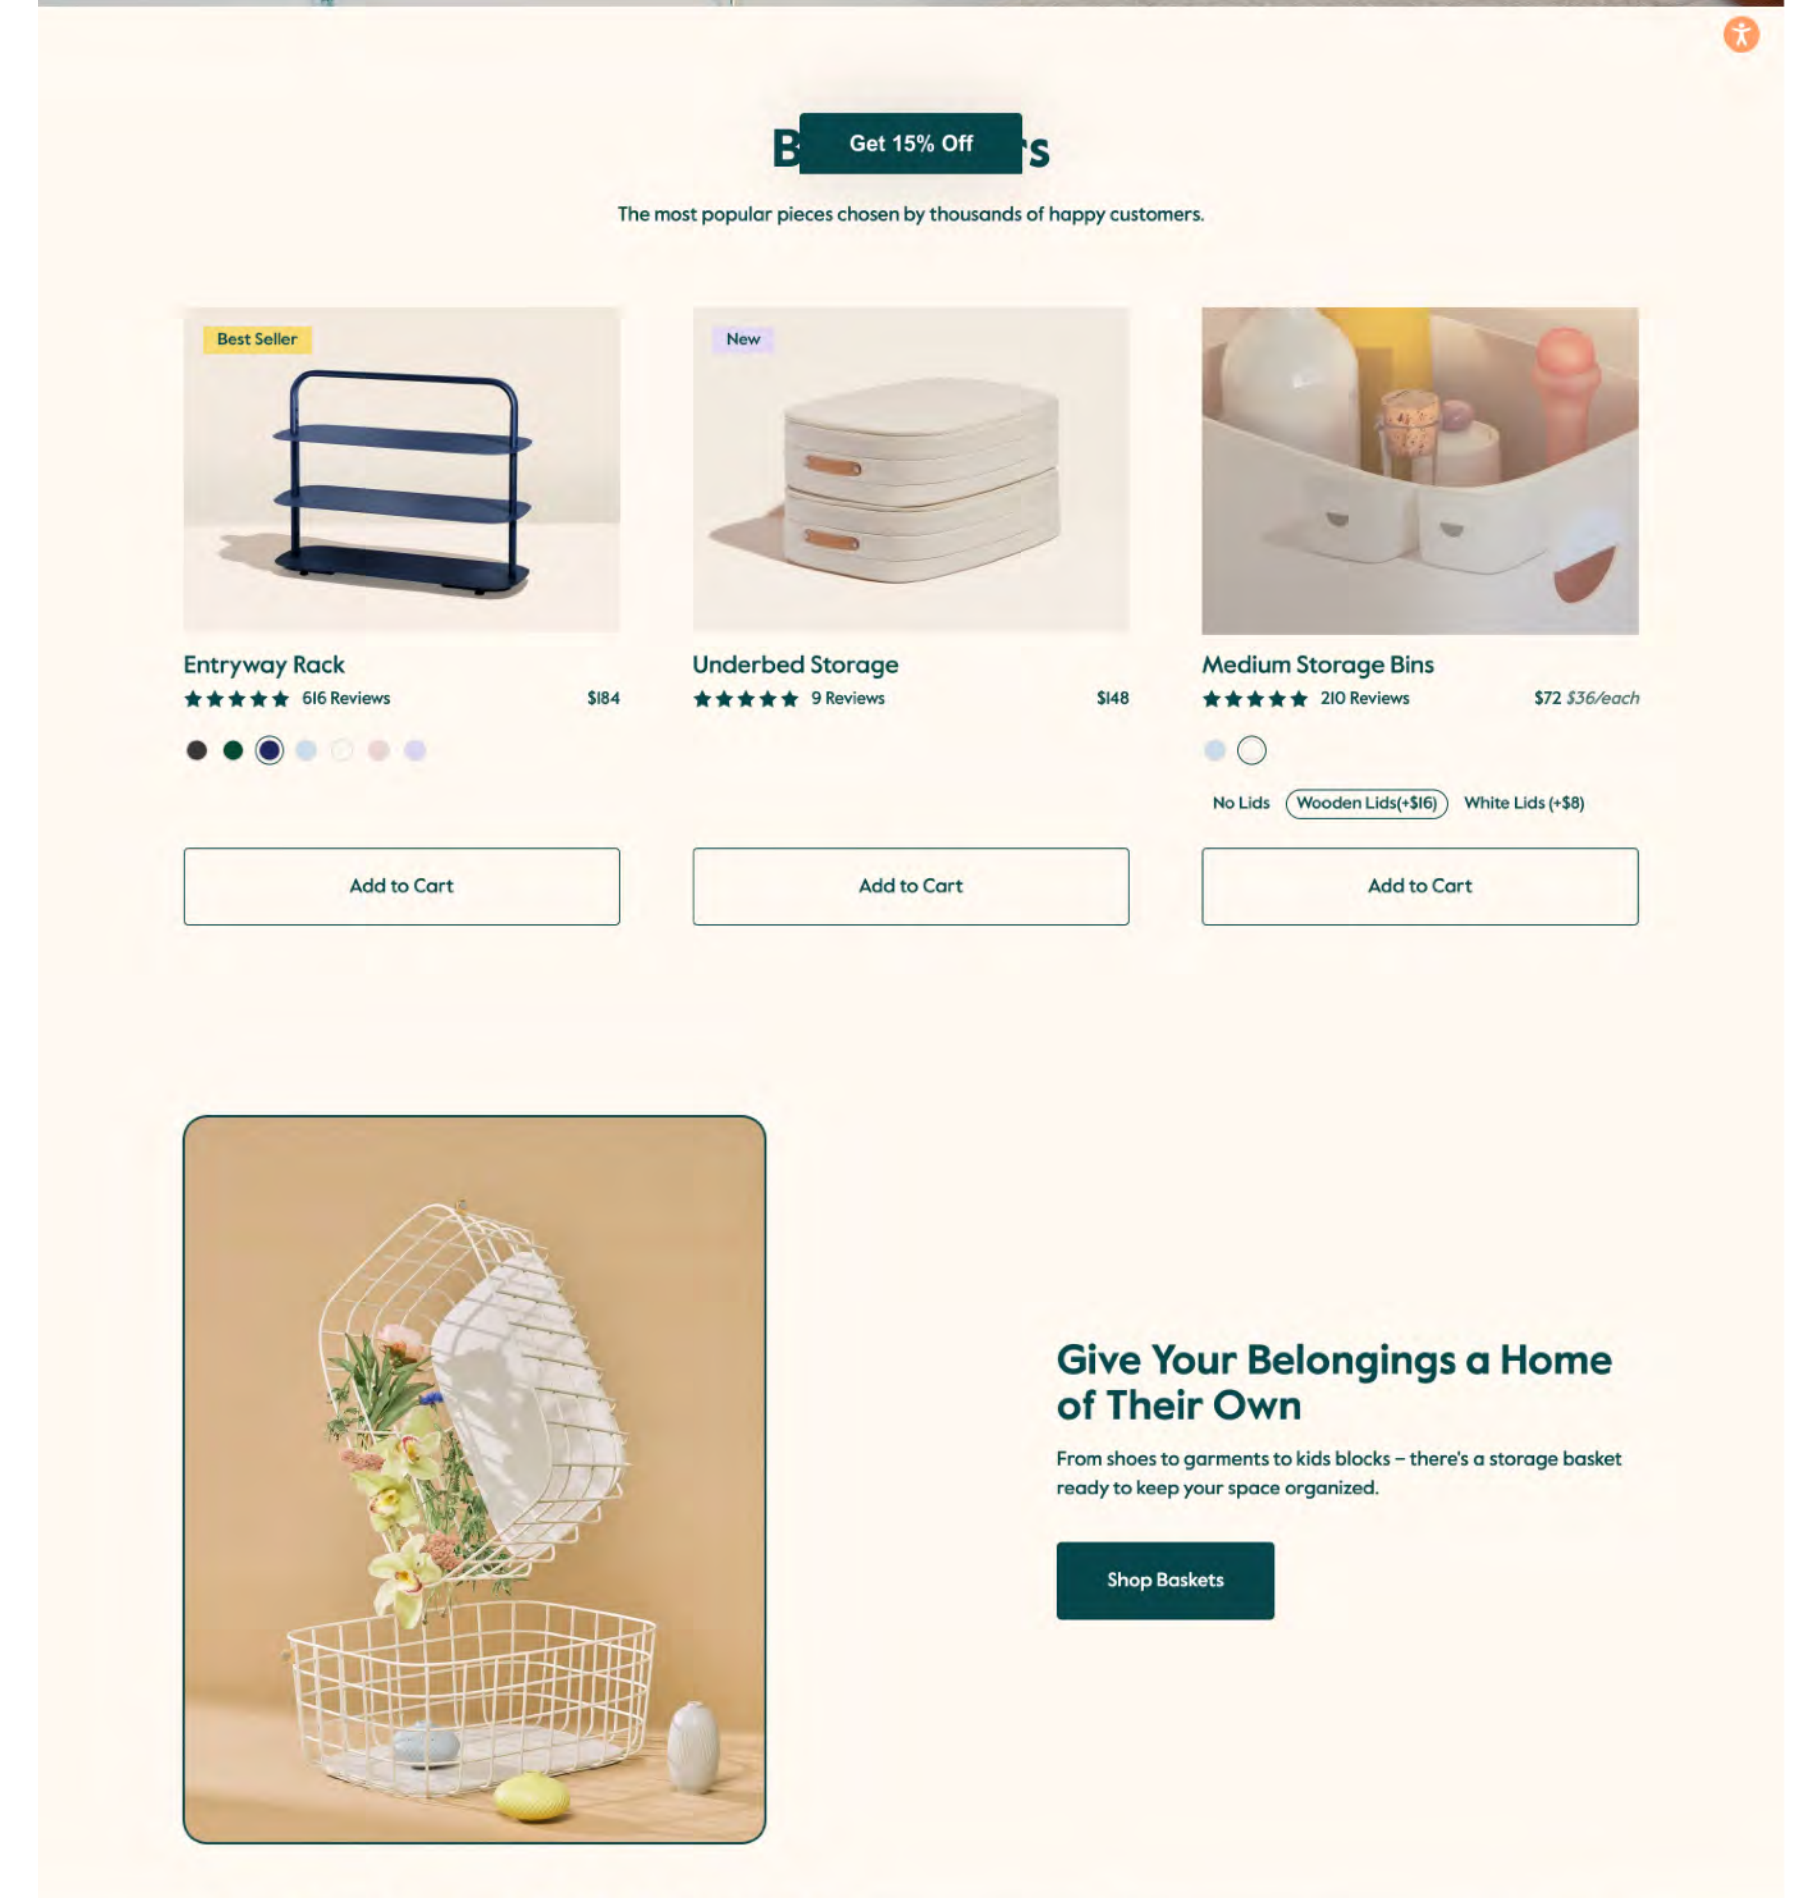 Get 15% Off
The most popular pieces chosen by thousands of happy customers.
Best Seller
New
Entryway Rack
616 Reviews
$184
Underbed Storage
9 Reviews
$148
Medium Storage Bins
210 Reviews
$72 $36/each
No Lids
Wooden Lids(+$16)
White Lids (+$8)
Add to Cart
Add to Cart
Add to Cart
Give Your Belongings a Home
of Their Own
From shoes to garments to kids blocks – there's a storage basket
ready to keep your space organized.
Shop Baskets